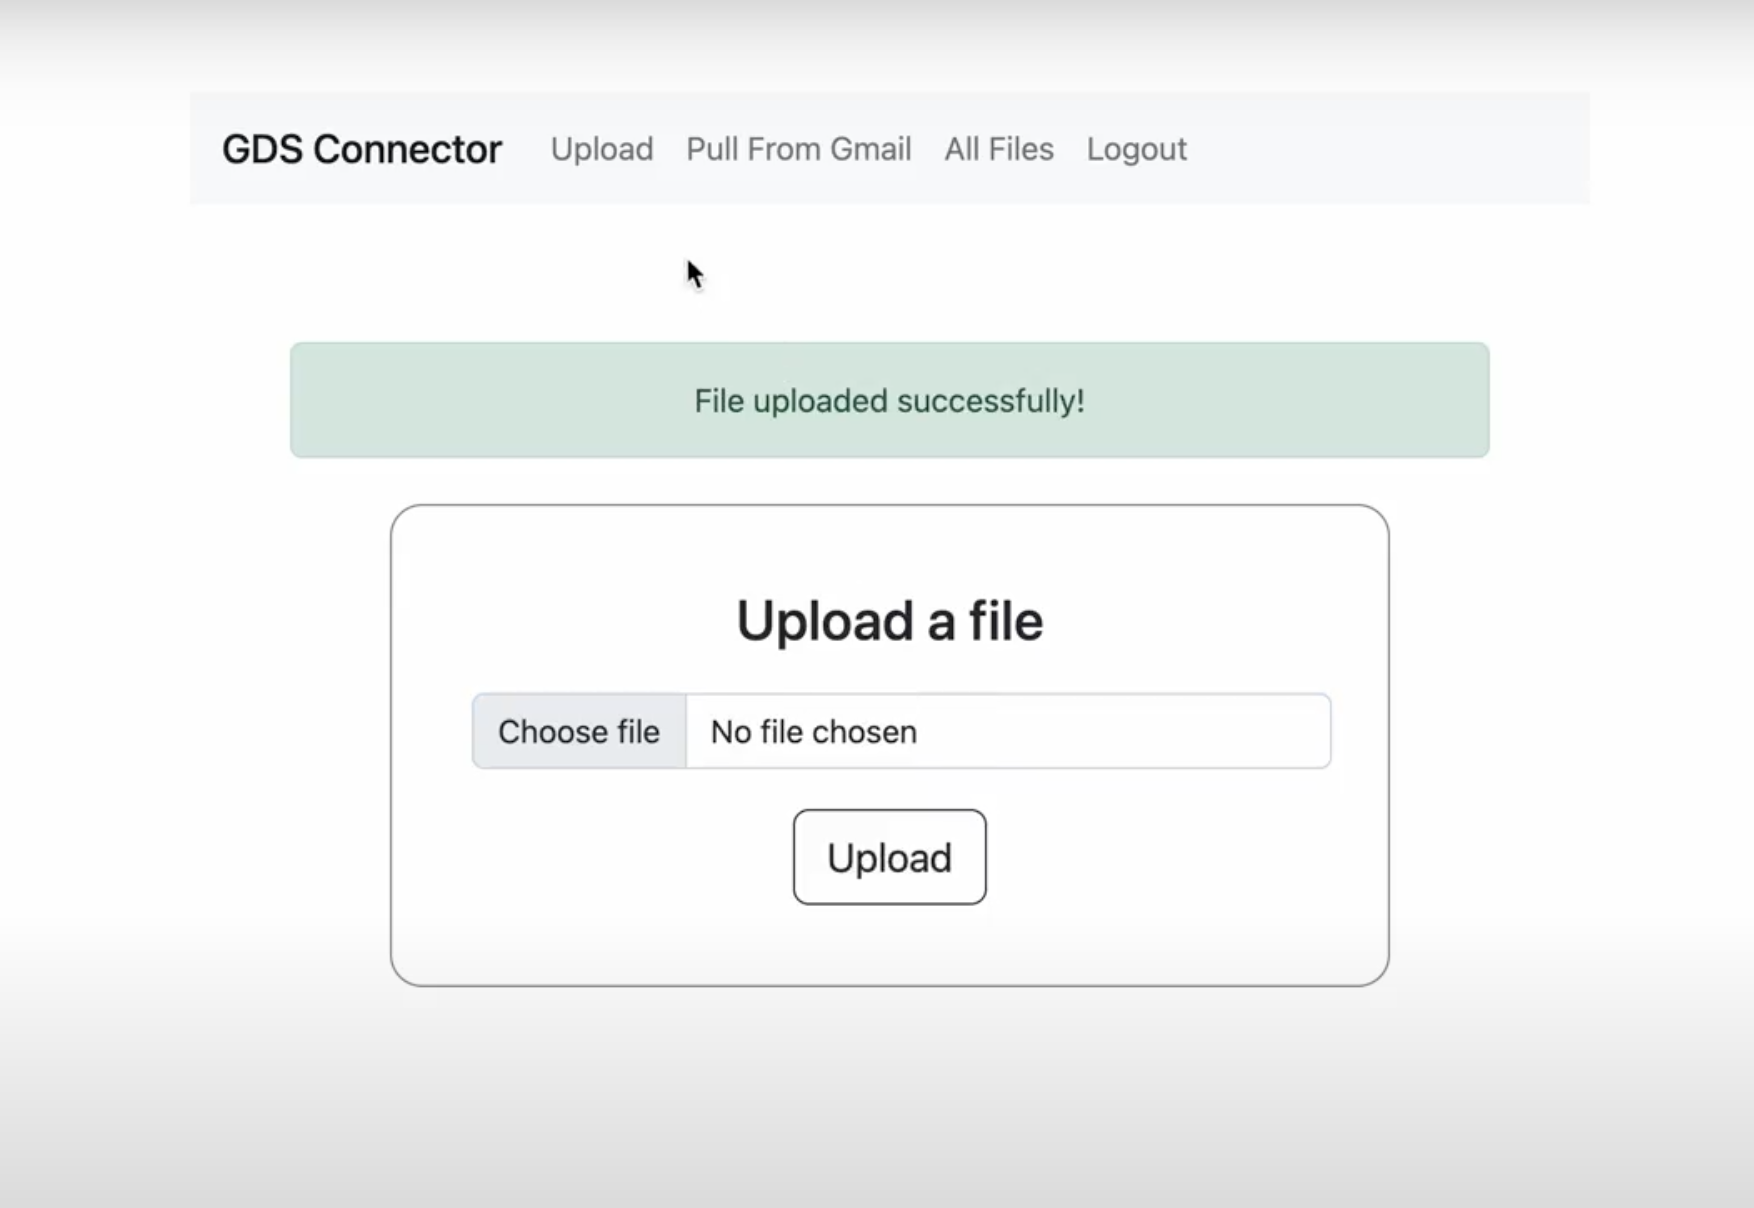 GDS Connector Upload Pull From Gmail All Files Logout
File uploaded successfully!
Upload a file
Choose file No file chosen
Upload